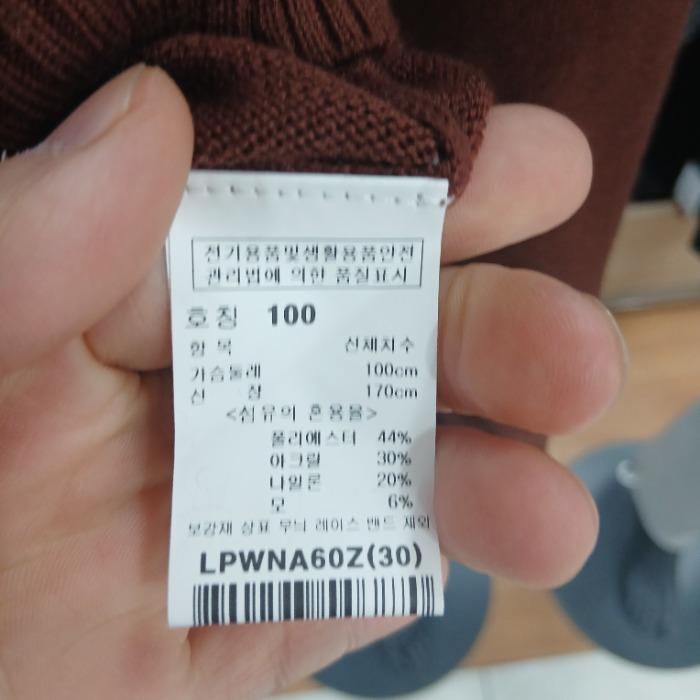 전기용품및생활용품안전
관리법에 의한 품질표시
호칭 100
항목 신체치수
가슴둘레 100cm
신장 170cm
<섬유의 혼용율>
폴리에스터 44%
아크릴 30%
나일론 20%
모 6%
보강재 상표 무늬 레이스 밴드 제외
LPWNA60Z(30)